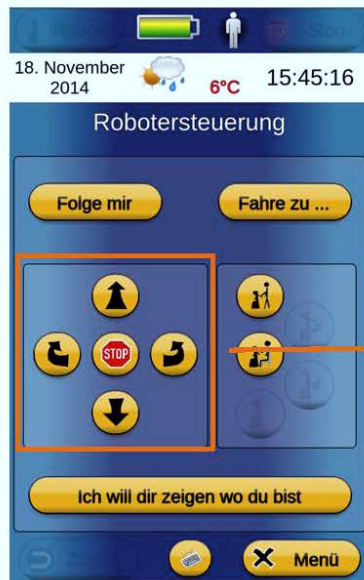 18. November
2014
6°C
15:45:16
Robotersteuerung
Folge mir
Fahre zu ...
STOP
Ich will dir zeigen wo du bist
Menü